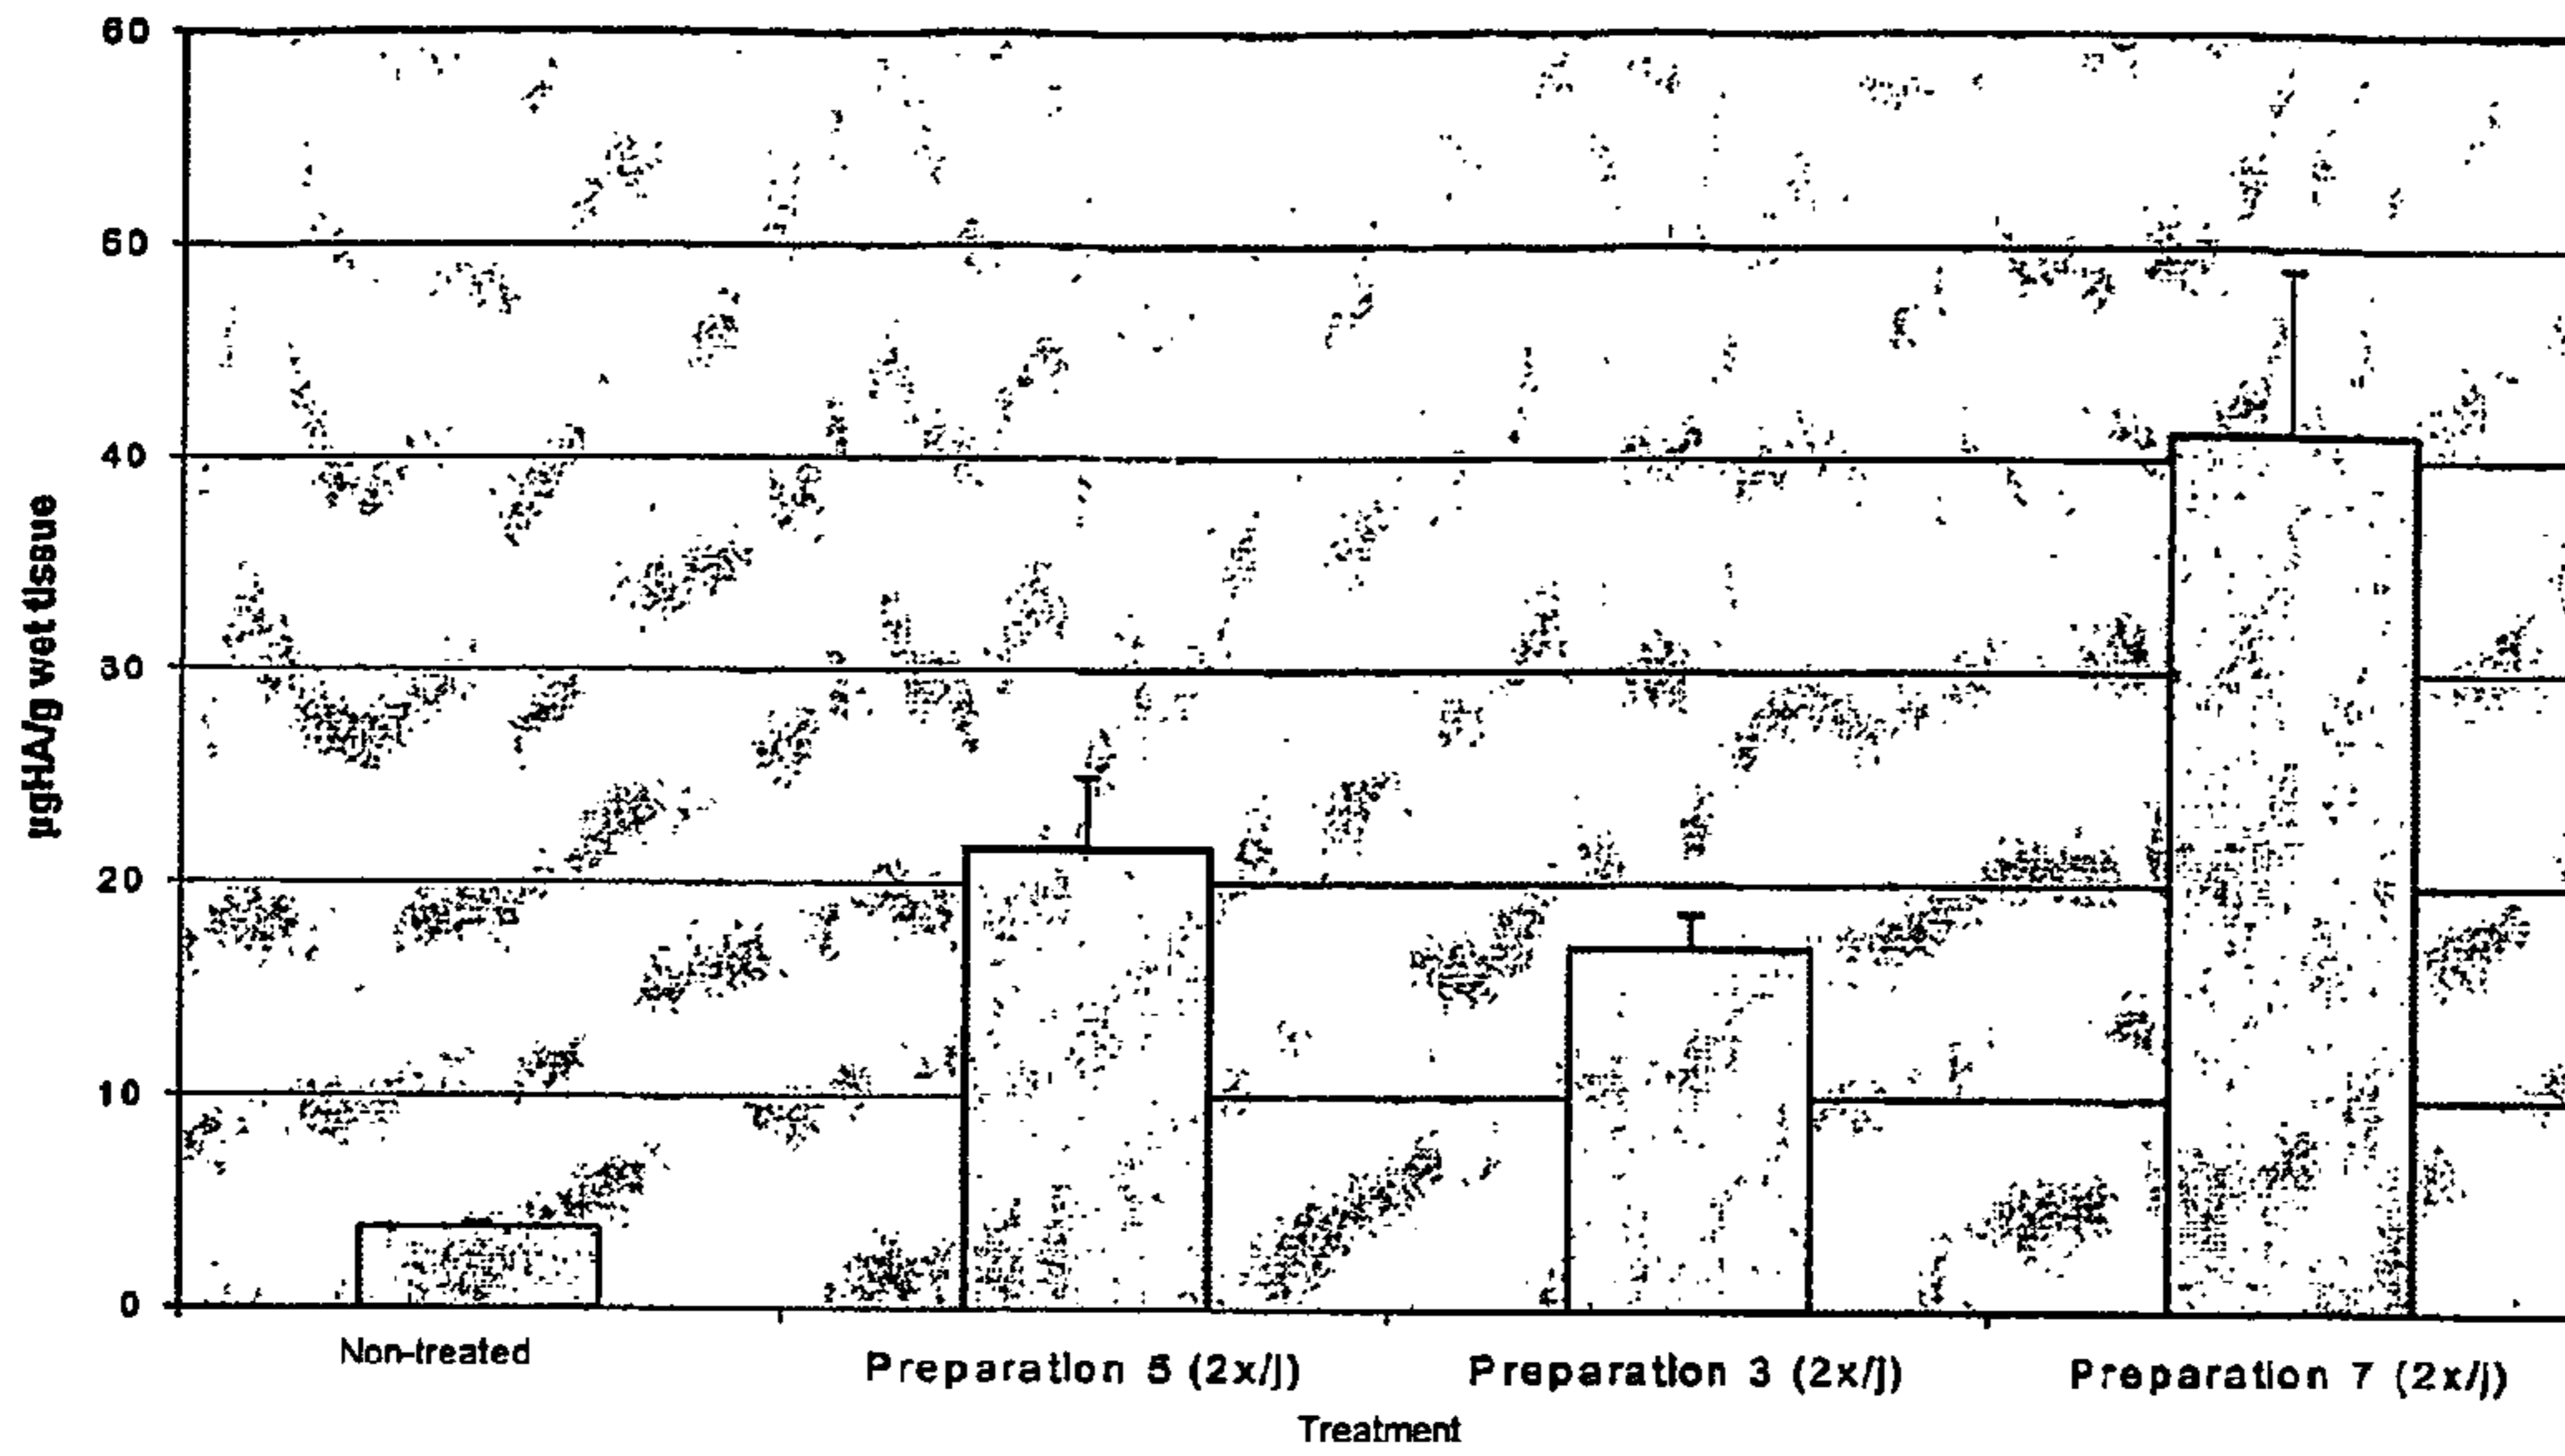 60
50
40
30
20
10
0
µgHA/g wet tissue
Non-treated
Preparation 5 (2x/j)
Preparation 3 (2x/j)
Preparation 7 (2x/j)
Treatment